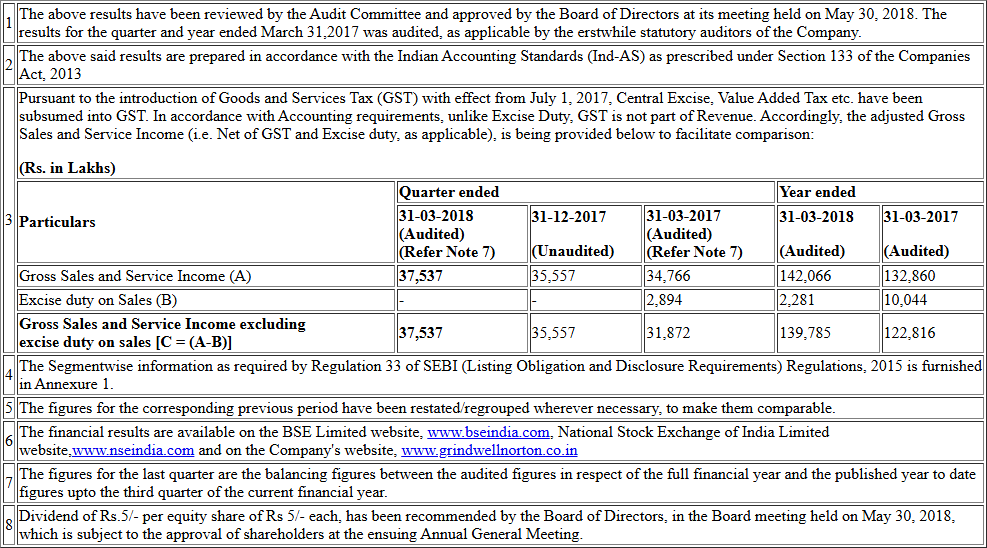 1 The above results have been reviewed by the Audit Committee and approved by the Board of Directors at its meeting held on May 30, 2018. The
results for the quarter and year ended March 31,2017 was audited, as applicable by the erstwhile statutory auditors of the Company.
2 The above said results are prepared in accordance with the Indian Accounting Standards (Ind-AS) as prescribed under Section 133 of the Companies
Act, 2013
3 Pursuant to the introduction of Goods and Services Tax (GST) with effect from July 1, 2017, Central Excise, Value Added Tax etc. have been
subsumed into GST. In accordance with Accounting requirements, unlike Excise Duty, GST is not part of Revenue. Accordingly, the adjusted Gross
Sales and Service Income (i.e. Net of GST and Excise duty, as applicable), is being provided below to facilitate comparison:
(Rs. in Lakhs)
Particulars Quarter ended Year ended
31-03-2018 31-12-2017 31-03-2017 31-03-2018 31-03-2017
(Audited) (Audited)
(Refer Note 7) (Unaudited) (Refer Note 7) (Audited) (Audited)
Gross Sales and Service Income (A) 37,537 35,557 34,766 142,066 132,860
Excise duty on Sales (B) - - 2,894 2,281 10,044
Gross Sales and Service Income excluding
excise duty on sales [C = (A-B)] 37,537 35,557 31,872 139,785 122,816
4 The Segmentwise information as required by Regulation 33 of SEBI (Listing Obligation and Disclosure Requirements) Regulations, 2015 is furnished
in Annexure 1.
5 The figures for the corresponding previous period have been restated/regrouped wherever necessary, to make them comparable.
6 The financial results are available on the BSE Limited website, www.bseindia.com, National Stock Exchange of India Limited
website,www.nseindia.com and on the Company's website, www.grindwellnorton.co.in
7 The figures for the last quarter are the balancing figures between the audited figures in respect of the full financial year and the published year to date
figures upto the third quarter of the current financial year.
8 Dividend of Rs.5/- per equity share of Rs 5/- each, has been recommended by the Board of Directors, in the Board meeting held on May 30, 2018,
which is subject to the approval of shareholders at the ensuing Annual General Meeting.